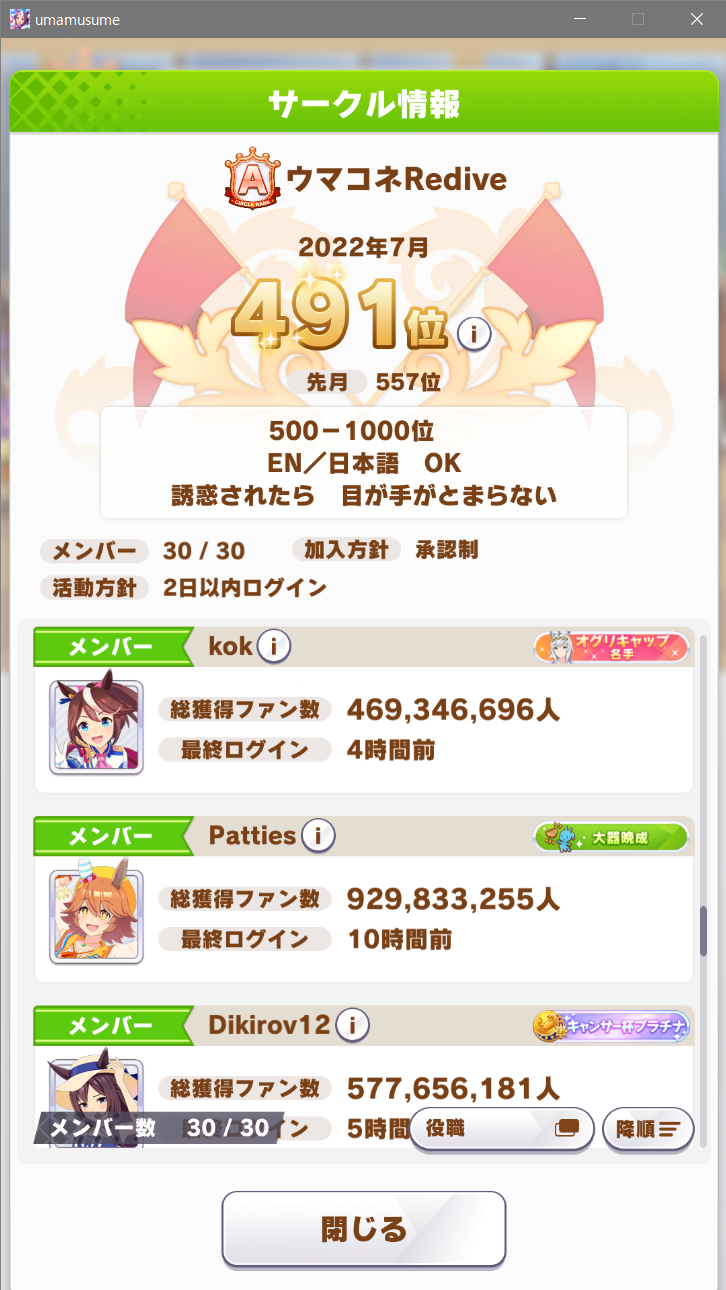 umamusume
サークル情報
A
CIRCLE RANK
ウマコネRedive
2022年7月
491位
i
先月 557位
500－1000位
EN／日本語　OK
誘惑されたら　目が手がとまらない
メンバー 30 / 30 加入方針 承認制
活動方針 2日以内ログイン
メンバー kok i オグリキャップ
名手
総獲得ファン数 469,346,696人
最終ログイン 4時間前
メンバー Patties i 大器晩成
総獲得ファン数 929,833,255人
最終ログイン 10時間前
メンバー Dikirov12 i キャンサー杯プラチナ
総獲得ファン数 577,656,181人
メンバー数 30 / 30 イン 5時間 役職 降順
閉じる